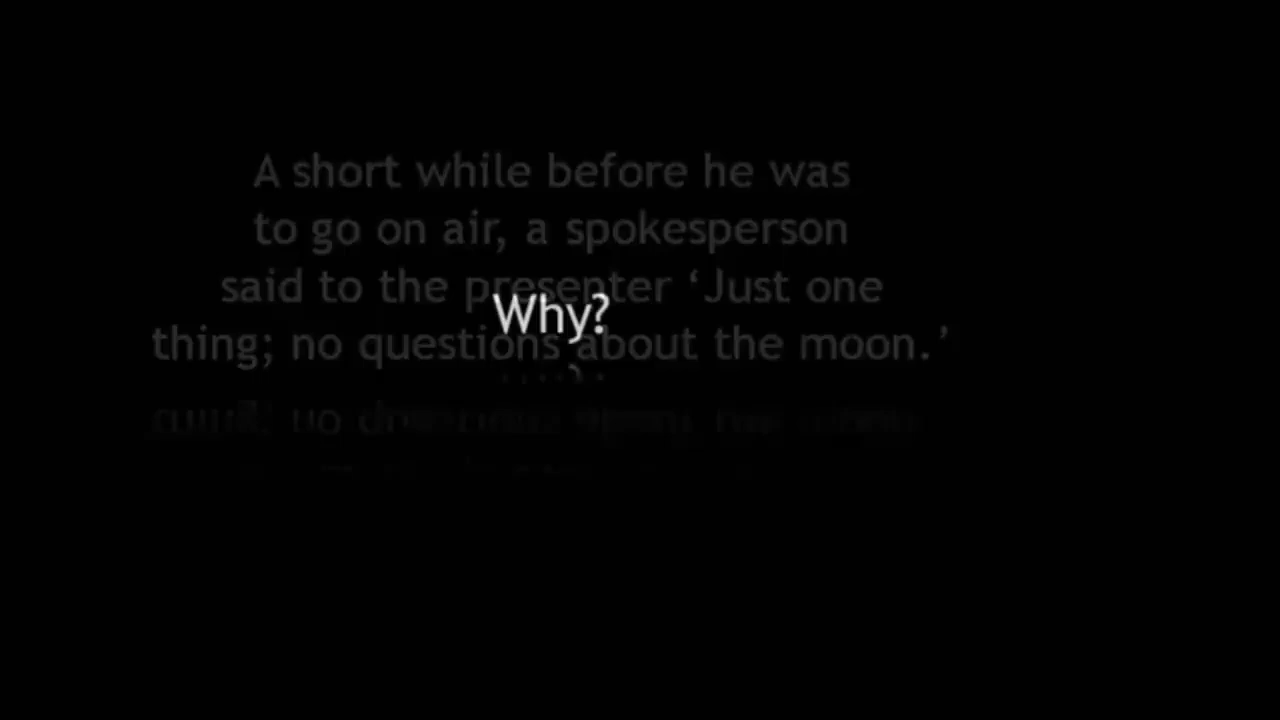 A short while before he was
to go on air, a spokesperson
said to the presenter ‘Just one
Why?
thing; no questions about the moon.’